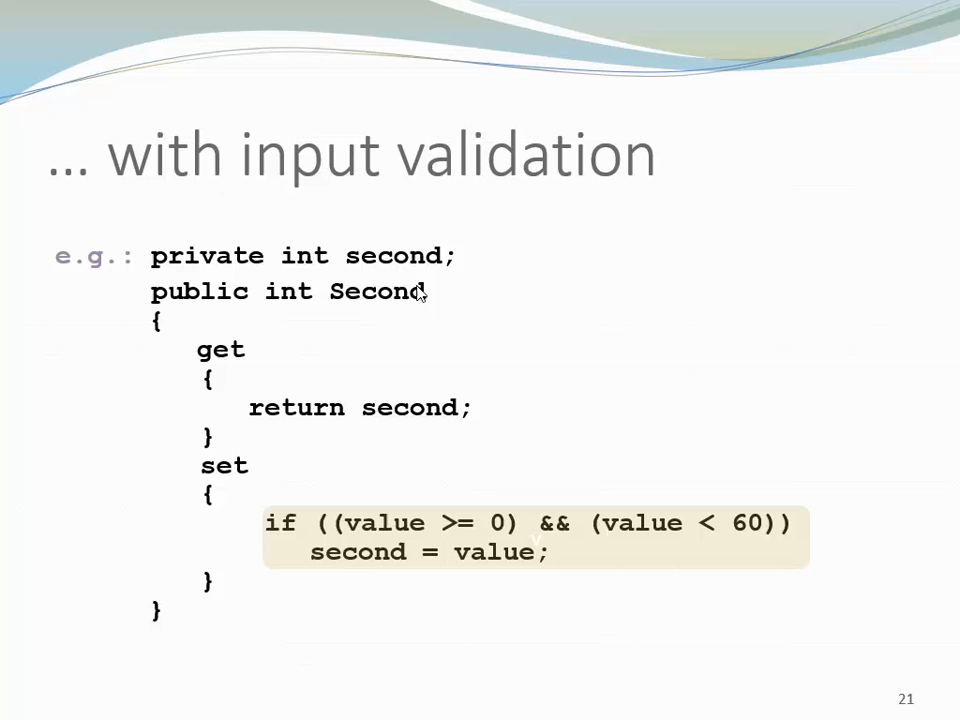 ... with input validation
e.g.: private int second;
public int Second
{
get
{
return second;
}
set
{
if ((value >= 0) && (value < 60))
second = value;
v
}
}
21